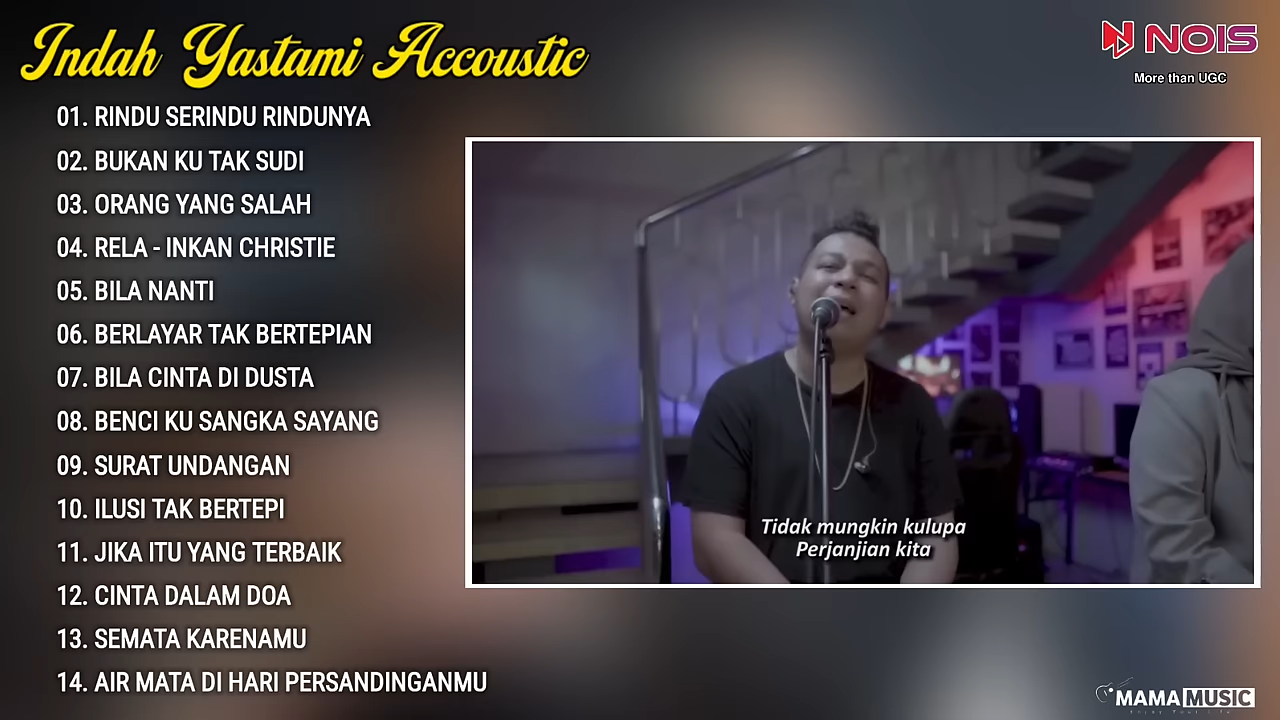 Indah Yastami Accoustic
NOIS
More than UGC
01. RINDU SERINDU RINDUNYA
02. BUKAN KU TAK SUDI
03. ORANG YANG SALAH
04. RELA - INKAN CHRISTIE
05. BILA NANTI
06. BERLAYAR TAK BERTEPIAN
07. BILA CINTA DI DUSTA
08. BENCI KU SANGKA SAYANG
09. SURAT UNDANGAN
10. ILUSI TAK BERTEPI
11. JIKA ITU YANG TERBAIK
12. CINTA DALAM DOA
13. SEMATA KARENAMU
14. AIR MATA DI HARI PERSANDINGANMU
Tidak mungkin kulupa
Perjanjian kita
MAMA MUSIC